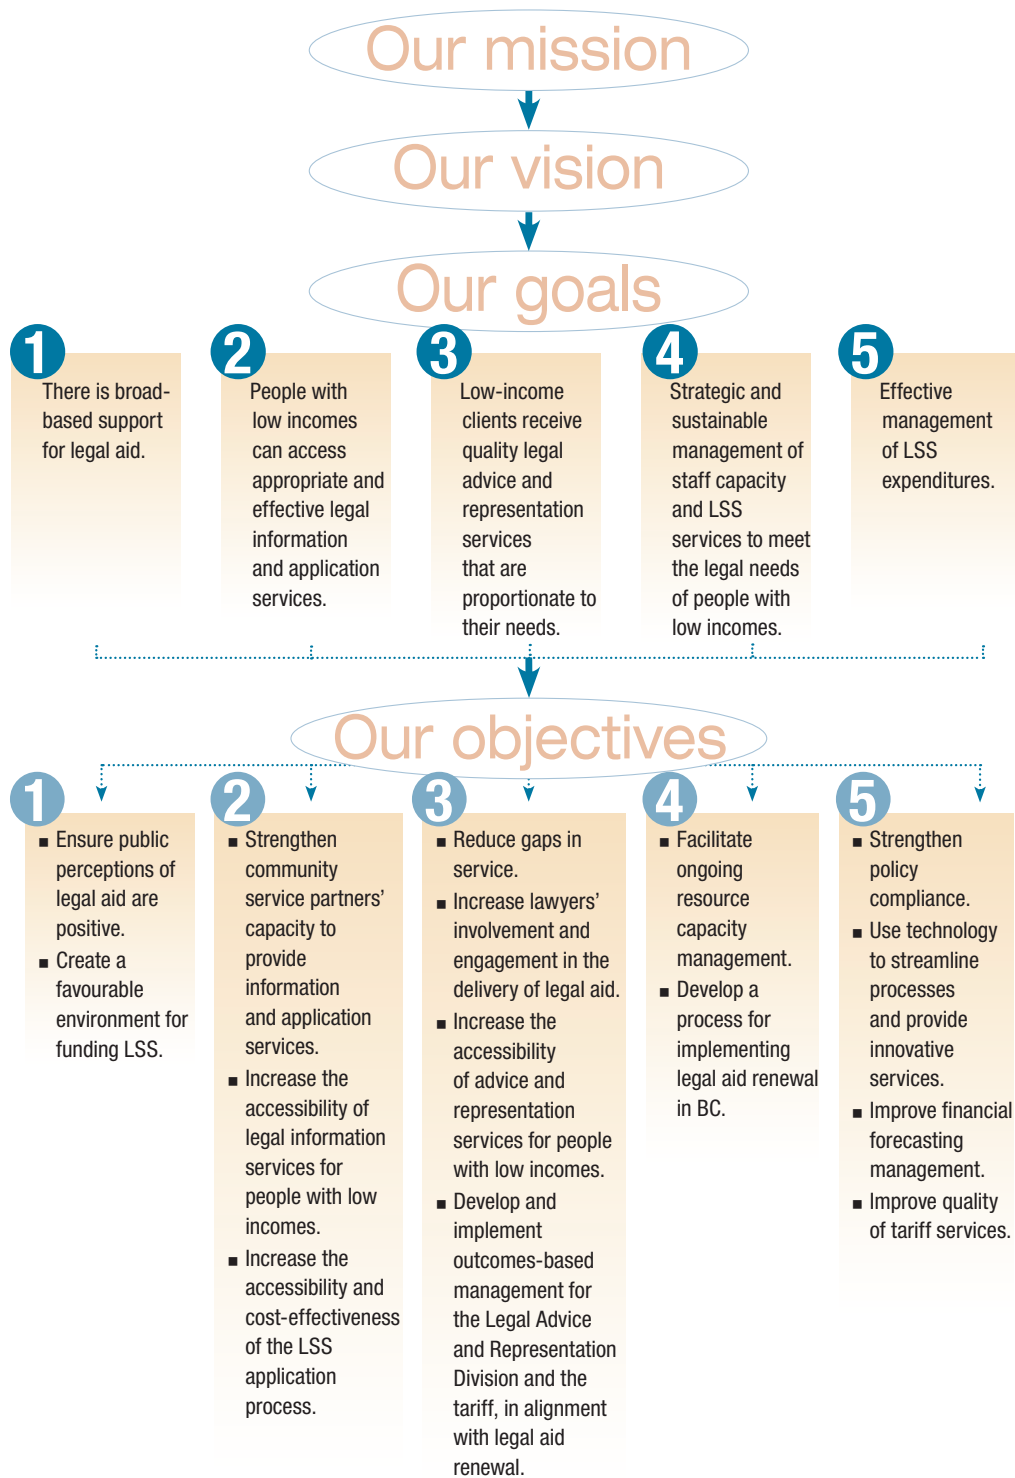 Our mission
Our vision
Our goals
1
There is broad-
based support
for legal aid.
2
People with
low incomes
can access
appropriate and
effective legal
information
and application
services.
3
Low-income
clients receive
quality legal
advice and
representation
services
that are
proportionate to
their needs.
4
Strategic and
sustainable
management of
staff capacity
and LSS
services to meet
the legal needs
of people with
low incomes.
5
Effective
management
of LSS
expenditures.
Our objectives
1
■ Ensure public
perceptions of
legal aid are
positive.
■ Create a
favourable
environment for
funding LSS.
2
■ Strengthen
community
service partners’
capacity to
provide
information
and application
services.
■ Increase the
accessibility of
legal information
services for
people with low
incomes.
■ Increase the
accessibility and
cost-effectiveness
of the LSS
application
process.
3
■ Reduce gaps in
service.
■ Increase lawyers’
involvement and
engagement in the
delivery of legal aid.
■ Increase the
accessibility
of advice and
representation
services for people
with low incomes.
■ Develop and
implement
outcomes-based
management for
the Legal Advice
and Representation
Division and the
tariff, in alignment
with legal aid
renewal.
4
■ Facilitate
ongoing
resource
capacity
management.
■ Develop a
process for
implementing
legal aid renewal
in BC.
5
■ Strengthen
policy
compliance.
■ Use technology
to streamline
processes
and provide
innovative
services.
■ Improve financial
forecasting
management.
■ Improve quality
of tariff services.